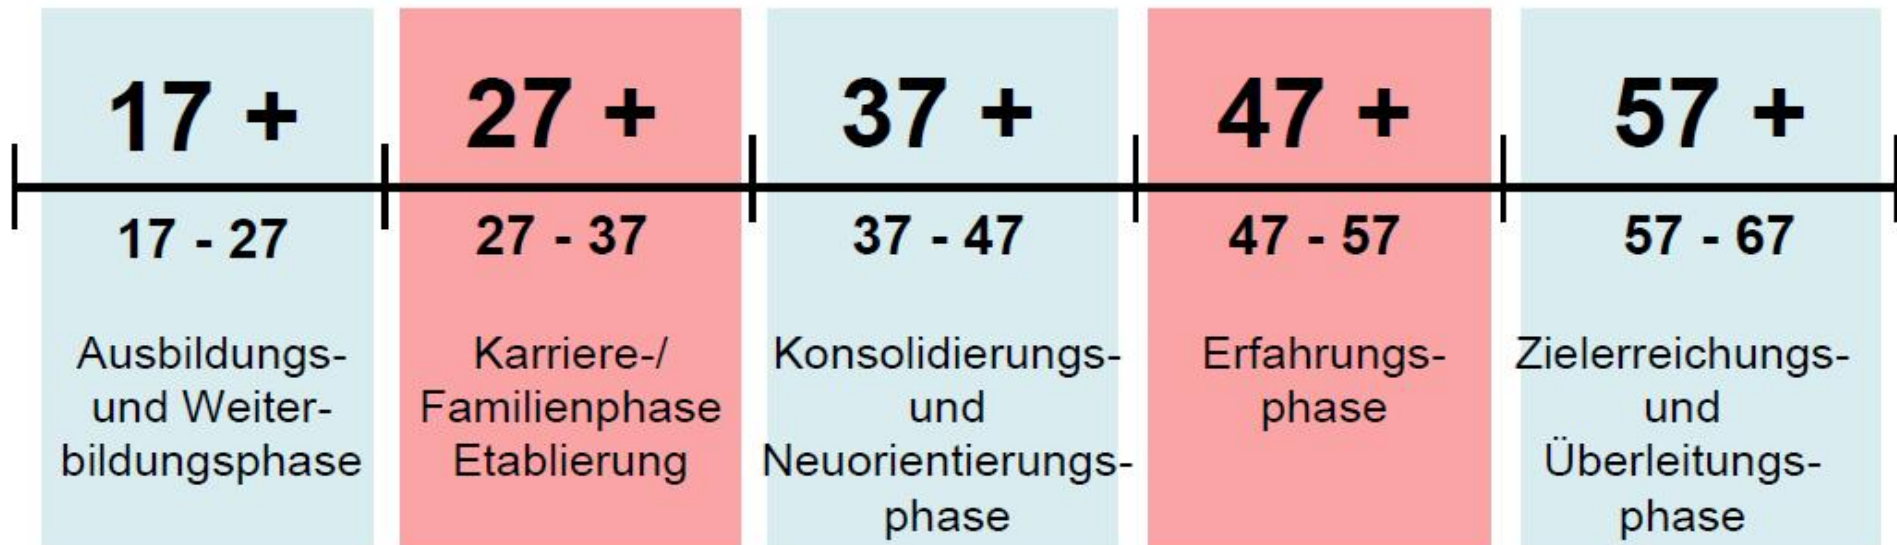 17 +
17 - 27
Ausbildungs-
und Weiter-
bildungsphase
27 +
27 - 37
Karriere-/
Familienphase
Etablierung
37 +
37 - 47
Konsolidierungs-
und
Neuorientierungs-
phase
47 +
47 - 57
Erfahrungs-
phase
57 +
57 - 67
Zielerreichungs-
und
Überleitungs-
phase